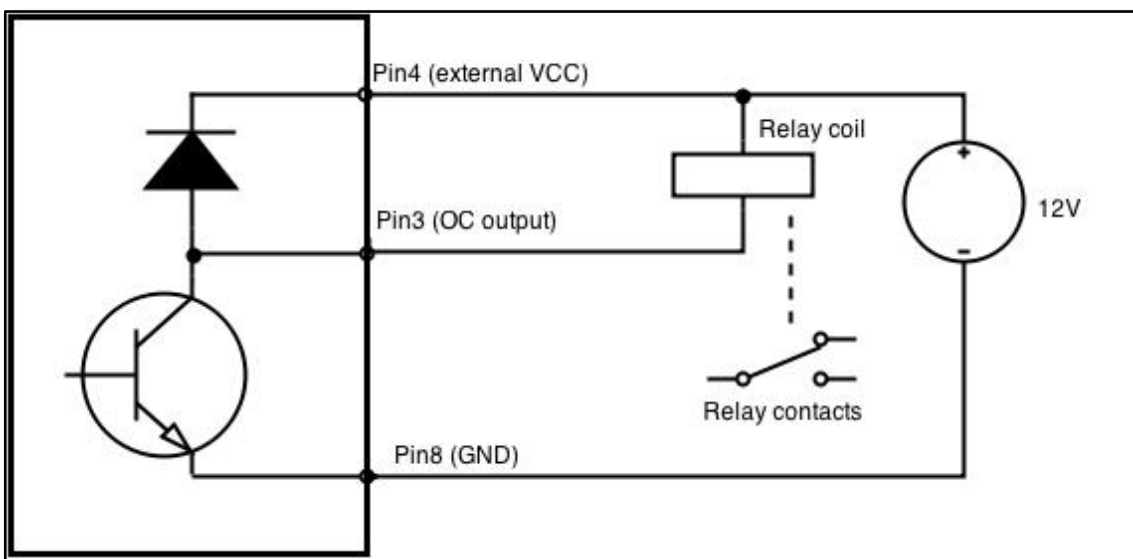 Pin4 (external VCC)
Relay coil
+
12V
Pin3 (OC output)
–
Relay contacts
Pin8 (GND)